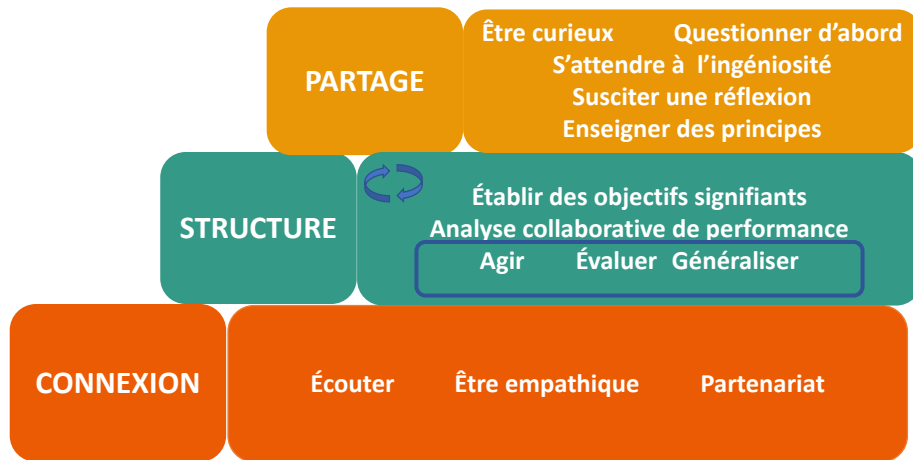 PARTAGE
Être curieux Questionner d’abord
S’attendre à l’ingéniosité
Susciter une réflexion
Enseigner des principes
STRUCTURE
Établir des objectifs signifiants
Analyse collaborative de performance
Agir Évaluer Généraliser
CONNEXION
Écouter Être empathique Partenariat